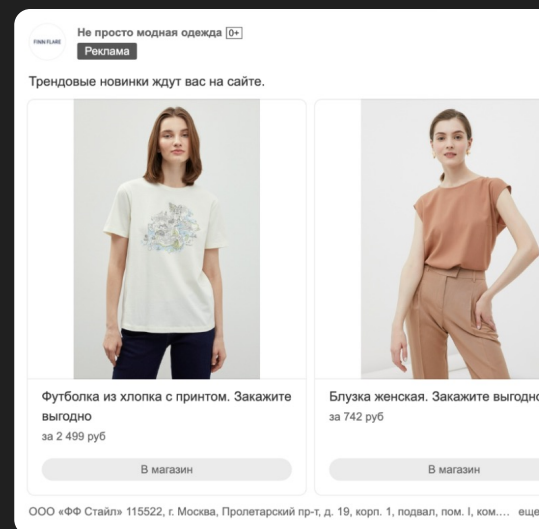 FINN FLARE
Не просто модная одежда 0+
Реклама
Трендовые новинки ждут вас на сайте.
Футболка из хлопка с принтом. Закажите
выгодно
за 2 499 руб
В магазин
Блузка женская. Закажите выгодно
за 742 руб
В магазин
ООО «ФФ Стайл» 115522, г. Москва, Пролетарский пр-т, д. 19, корп. 1, подвал, пом. I, ком.... еще